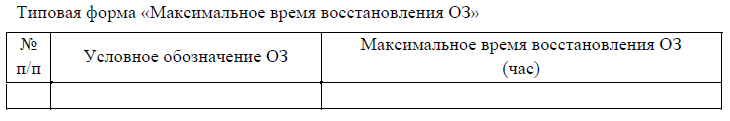 Типовая форма «Максимальное время восстановления ОЗ»
№
п/п
Условное обозначение ОЗ
Максимальное время восстановления ОЗ
(час)